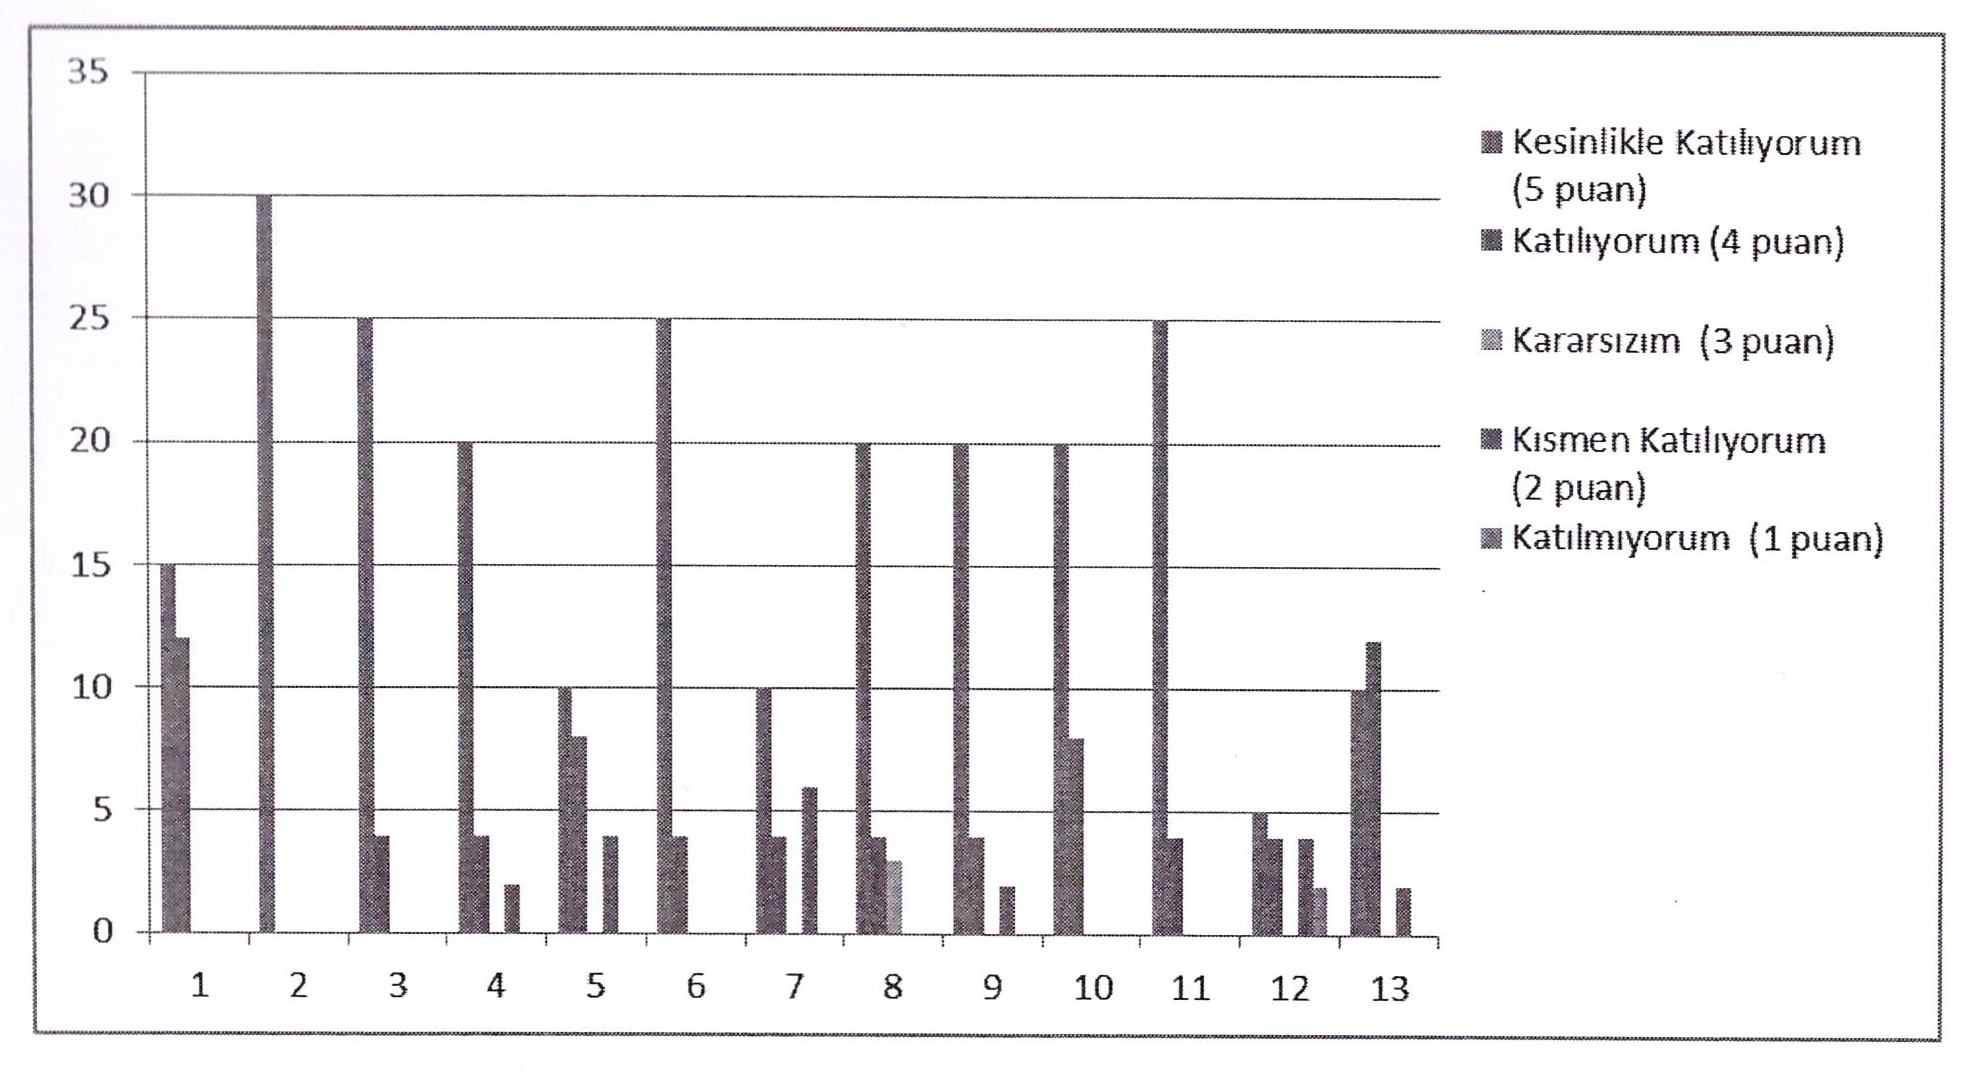 35
30
25
20
15
10
5
0
1 2 3 4 5 6 7 8 9 10 11 12 13
Kesinlikle Katılıyorum
(5 puan)
Katılıyorum (4 puan)
Kararsızım (3 puan)
Kısmen Katılıyorum
(2 puan)
Katılmıyorum (1 puan)